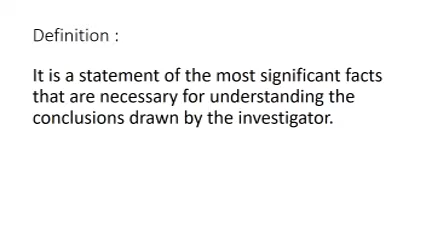 Definition :
It is a statement of the most significant facts
that are necessary for understanding the
conclusions drawn by the investigator.